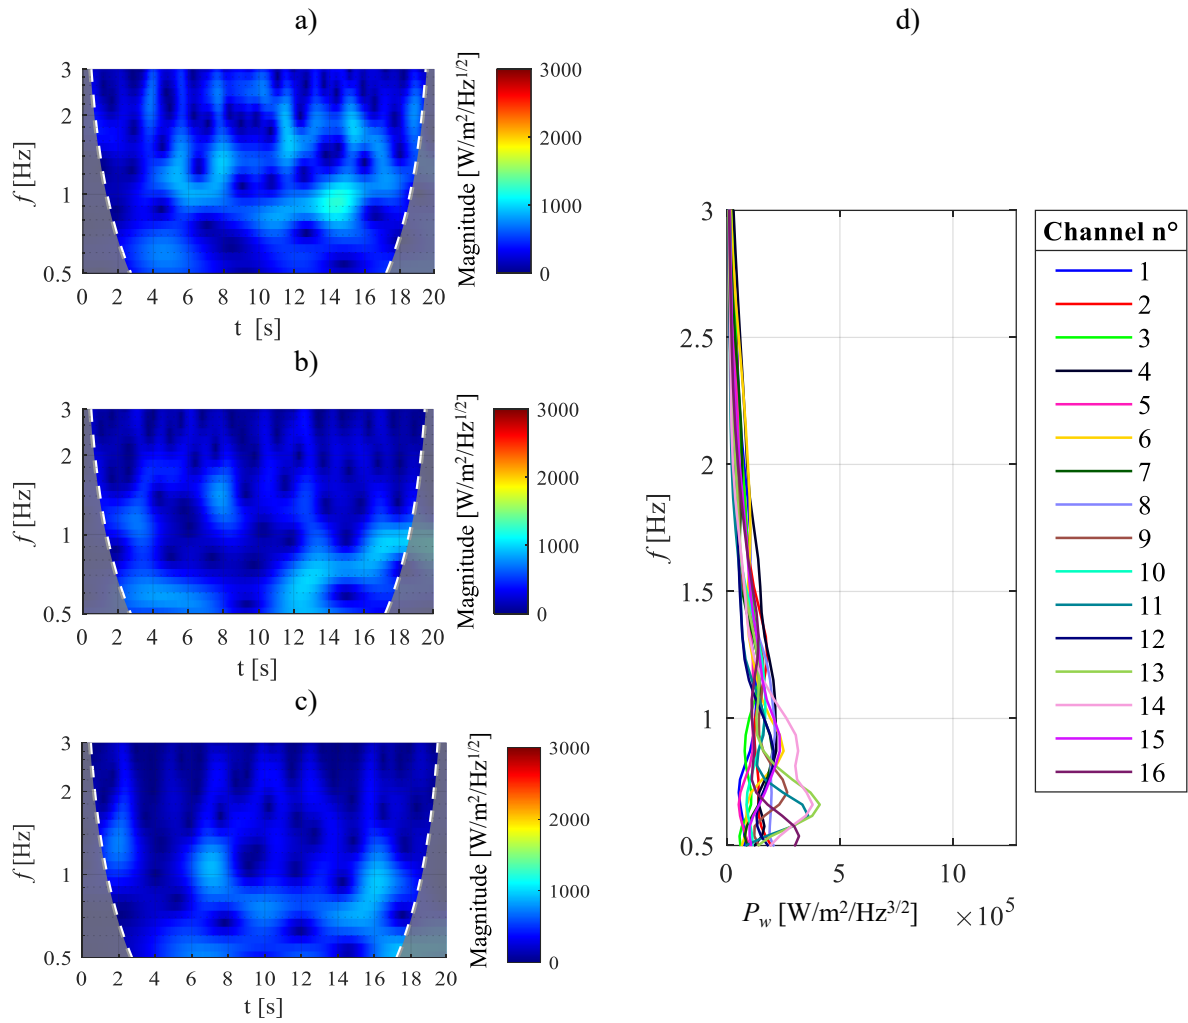 a)
3
2
1
0.5
f [Hz]
0 2 4 6 8 10 12 14 16 18 20
t [s]
Magnitude [W/m²/Hz^1/2]
3000
2000
1000
0
b)
3
2
1
0.5
f [Hz]
0 2 4 6 8 10 12 14 16 18 20
t [s]
Magnitude [W/m²/Hz^1/2]
3000
2000
1000
0
c)
3
2
1
0.5
f [Hz]
0 2 4 6 8 10 12 14 16 18 20
t [s]
Magnitude [W/m²/Hz^1/2]
3000
2000
1000
0
d)
3
2.5
2
1.5
1
0.5
f [Hz]
0 5 10
P_w [W/m²/Hz^3/2] ×10⁵
Channel n°
1
2
3
4
5
6
7
8
9
10
11
12
13
14
15
16